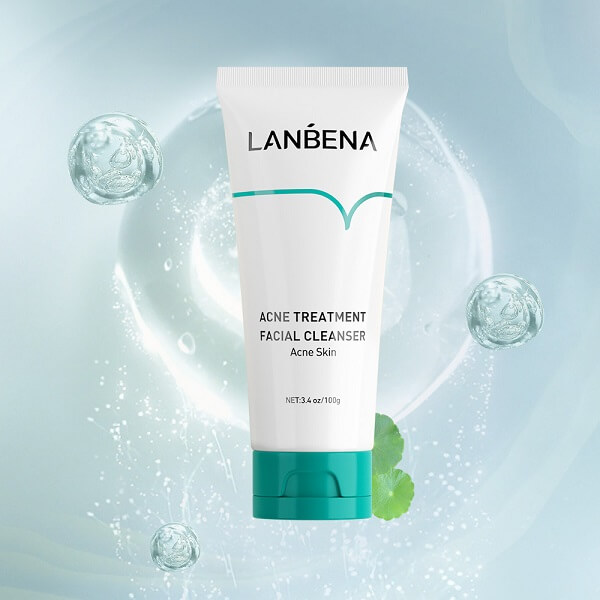 LANBENA
ACNE TREATMENT
FACIAL CLEANSER
Acne Skin
NET:3.4 oz/100g